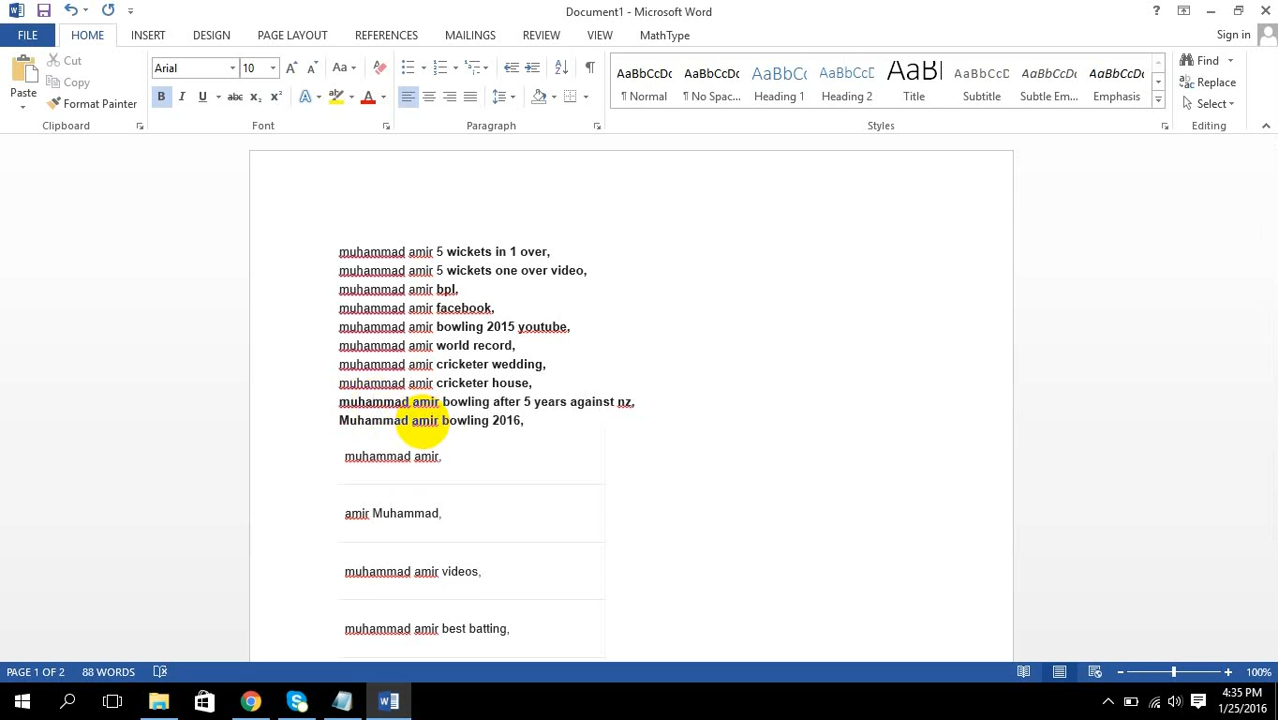 Document1 - Microsoft Word
?
FILE
HOME
INSERT
DESIGN
PAGE LAYOUT
REFERENCES
MAILINGS
REVIEW
VIEW
MathType
Sign in
Paste
Cut
Copy
Format Painter
Clipboard
Arial
10
Aa
B I U abc x₂ x²
A
A
Font
Paragraph
AaBbCcDc
¶ Normal
AaBbCcDc
¶ No Spac...
AaBbCc
Heading 1
AaBbCcC
Heading 2
AaBl
Title
AaBbCcD
Subtitle
AaBbCcDc
Subtle Em...
AaBbCcDc
Emphasis
Styles
Find
Replace
Select
Editing
muhammad amir 5 wickets in 1 over,
muhammad amir 5 wickets one over video,
muhammad amir bpl,
muhammad amir facebook,
muhammad amir bowling 2015 youtube,
muhammad amir world record,
muhammad amir cricketer wedding,
muhammad amir cricketer house,
muhammad amir bowling after 5 years against nz,
Muhammad amir bowling 2016,
muhammad amir,
amir Muhammad,
muhammad amir videos,
muhammad amir best batting,
PAGE 1 OF 2
88 WORDS
100%
4:35 PM
1/25/2016